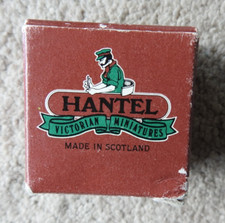 HANTEL
VICTORIAN MINIATURES
MADE IN SCOTLAND